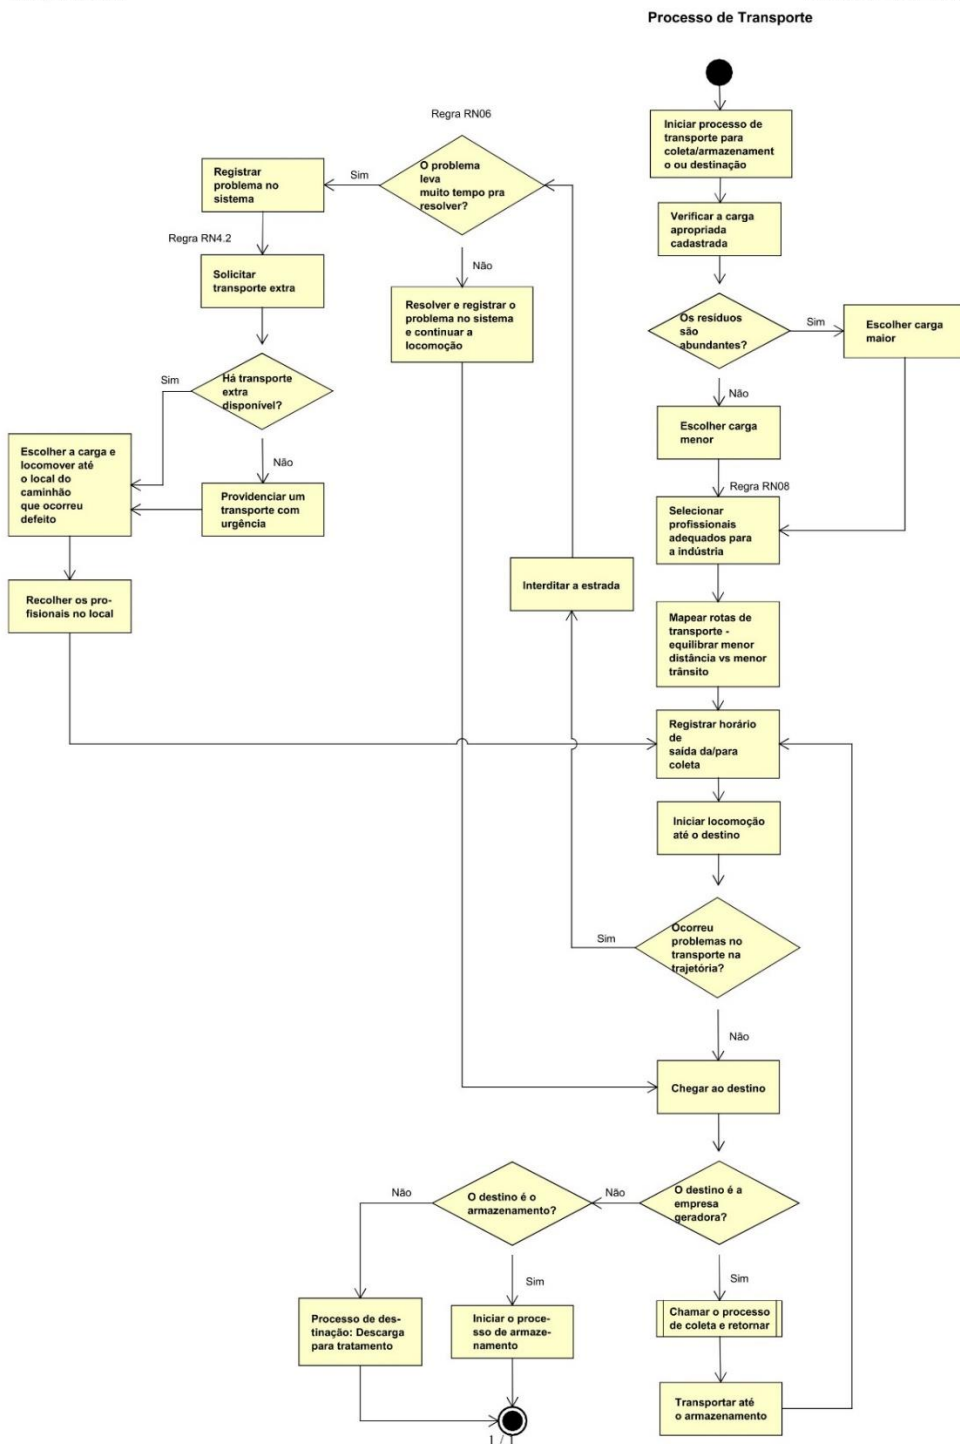 Processo de Transporte
Iniciar processo de
transporte para
coleta/armazenament
o ou destinação
Verificar a carga
apropriada
cadastrada
Os resíduos
são
abundantes?
Sim
Escolher carga
maior
Não
Escolher carga
menor
Regra RN08
Selecionar
profissionais
adequados para
a indústria
Mapear rotas de
transporte -
equilibrar menor
distância vs menor
trânsito
Registrar horário
de
saída da/para
coleta
Iniciar locomoção
até o destino
Ocorreu
problemas no
transporte na
trajetória?
Sim
Interditar a estrada
Regra RN06
O problema
leva
muito tempo pra
resolver?
Sim
Registrar
problema no
sistema
Regra RN4.2
Solicitar
transporte extra
Há transporte
extra
disponível?
Sim
Não
Providenciar um
transporte com
urgência
Escolher a carga e
locomover até
o local do
caminhão
que ocorreu
defeito
Recolher os pro-
fisionais no local
Não
Resolver e registrar o
problema no sistema
e continuar a
locomoção
Não
Chegar ao destino
O destino é a
empresa
geradora?
Não
O destino é o
armazenamento?
Não
Processo de des-
tinação: Descarga
para tratamento
Sim
Iniciar o proce-
sso de armaze-
namento
Sim
Chamar o processo
de coleta e retornar
Transportar até
o armazenamento
1 / 1